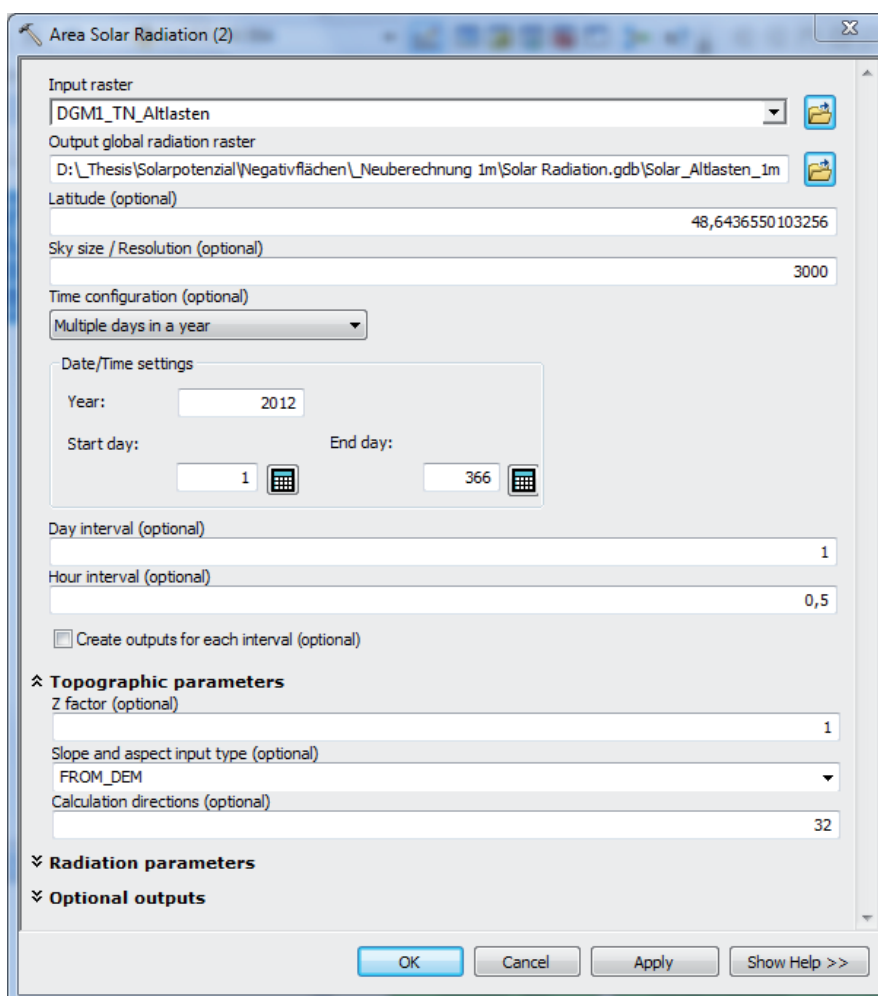 Area Solar Radiation (2)
Input raster
DGM1_TN_Altlasten
Output global radiation raster
D:\_Thesis\Solarpotenzial\Negativflächen\_Neuberechnung 1m\Solar Radiation.gdb\Solar_Altlasten_1m
Latitude (optional)
48,6436550103256
Sky size / Resolution (optional)
3000
Time configuration (optional)
Multiple days in a year
Date/Time settings
Year: 2012
Start day: End day:
1 366
Day interval (optional)
1
Hour interval (optional)
0,5
Create outputs for each interval (optional)
Topographic parameters
Z factor (optional)
1
Slope and aspect input type (optional)
FROM_DEM
Calculation directions (optional)
32
Radiation parameters
Optional outputs
OK Cancel Apply Show Help >>